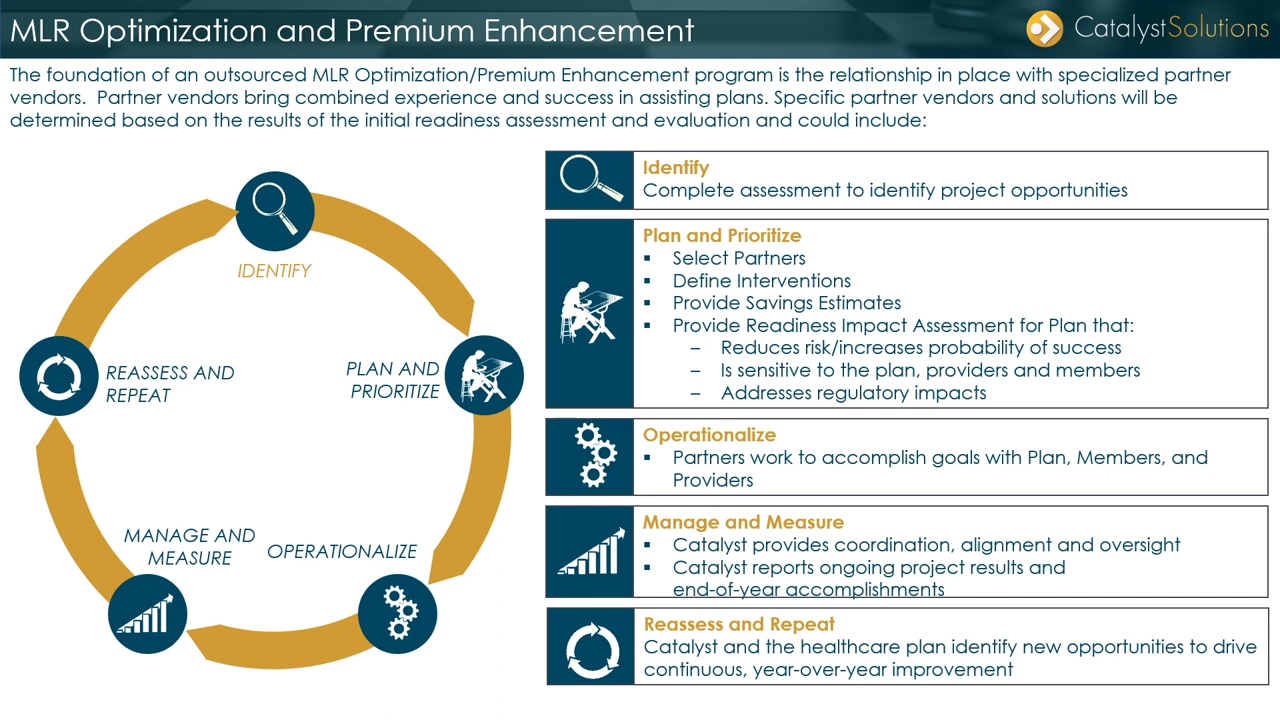 MLR Optimization and Premium Enhancement
CatalystSolutions
The foundation of an outsourced MLR Optimization/Premium Enhancement program is the relationship in place with specialized partner
vendors.  Partner vendors bring combined experience and success in assisting plans. Specific partner vendors and solutions will be
determined based on the results of the initial readiness assessment and evaluation and could include:
IDENTIFY
PLAN AND
PRIORITIZE
OPERATIONALIZE
MANAGE AND
MEASURE
REASSESS AND
REPEAT
Identify
Complete assessment to identify project opportunities
Plan and Prioritize
▪ Select Partners
▪ Define Interventions
▪ Provide Savings Estimates
▪ Provide Readiness Impact Assessment for Plan that:
– Reduces risk/increases probability of success
– Is sensitive to the plan, providers and members
– Addresses regulatory impacts
Operationalize
▪ Partners work to accomplish goals with Plan, Members, and
Providers
Manage and Measure
▪ Catalyst provides coordination, alignment and oversight
▪ Catalyst reports ongoing project results and
end-of-year accomplishments
Reassess and Repeat
Catalyst and the healthcare plan identify new opportunities to drive
continuous, year-over-year improvement